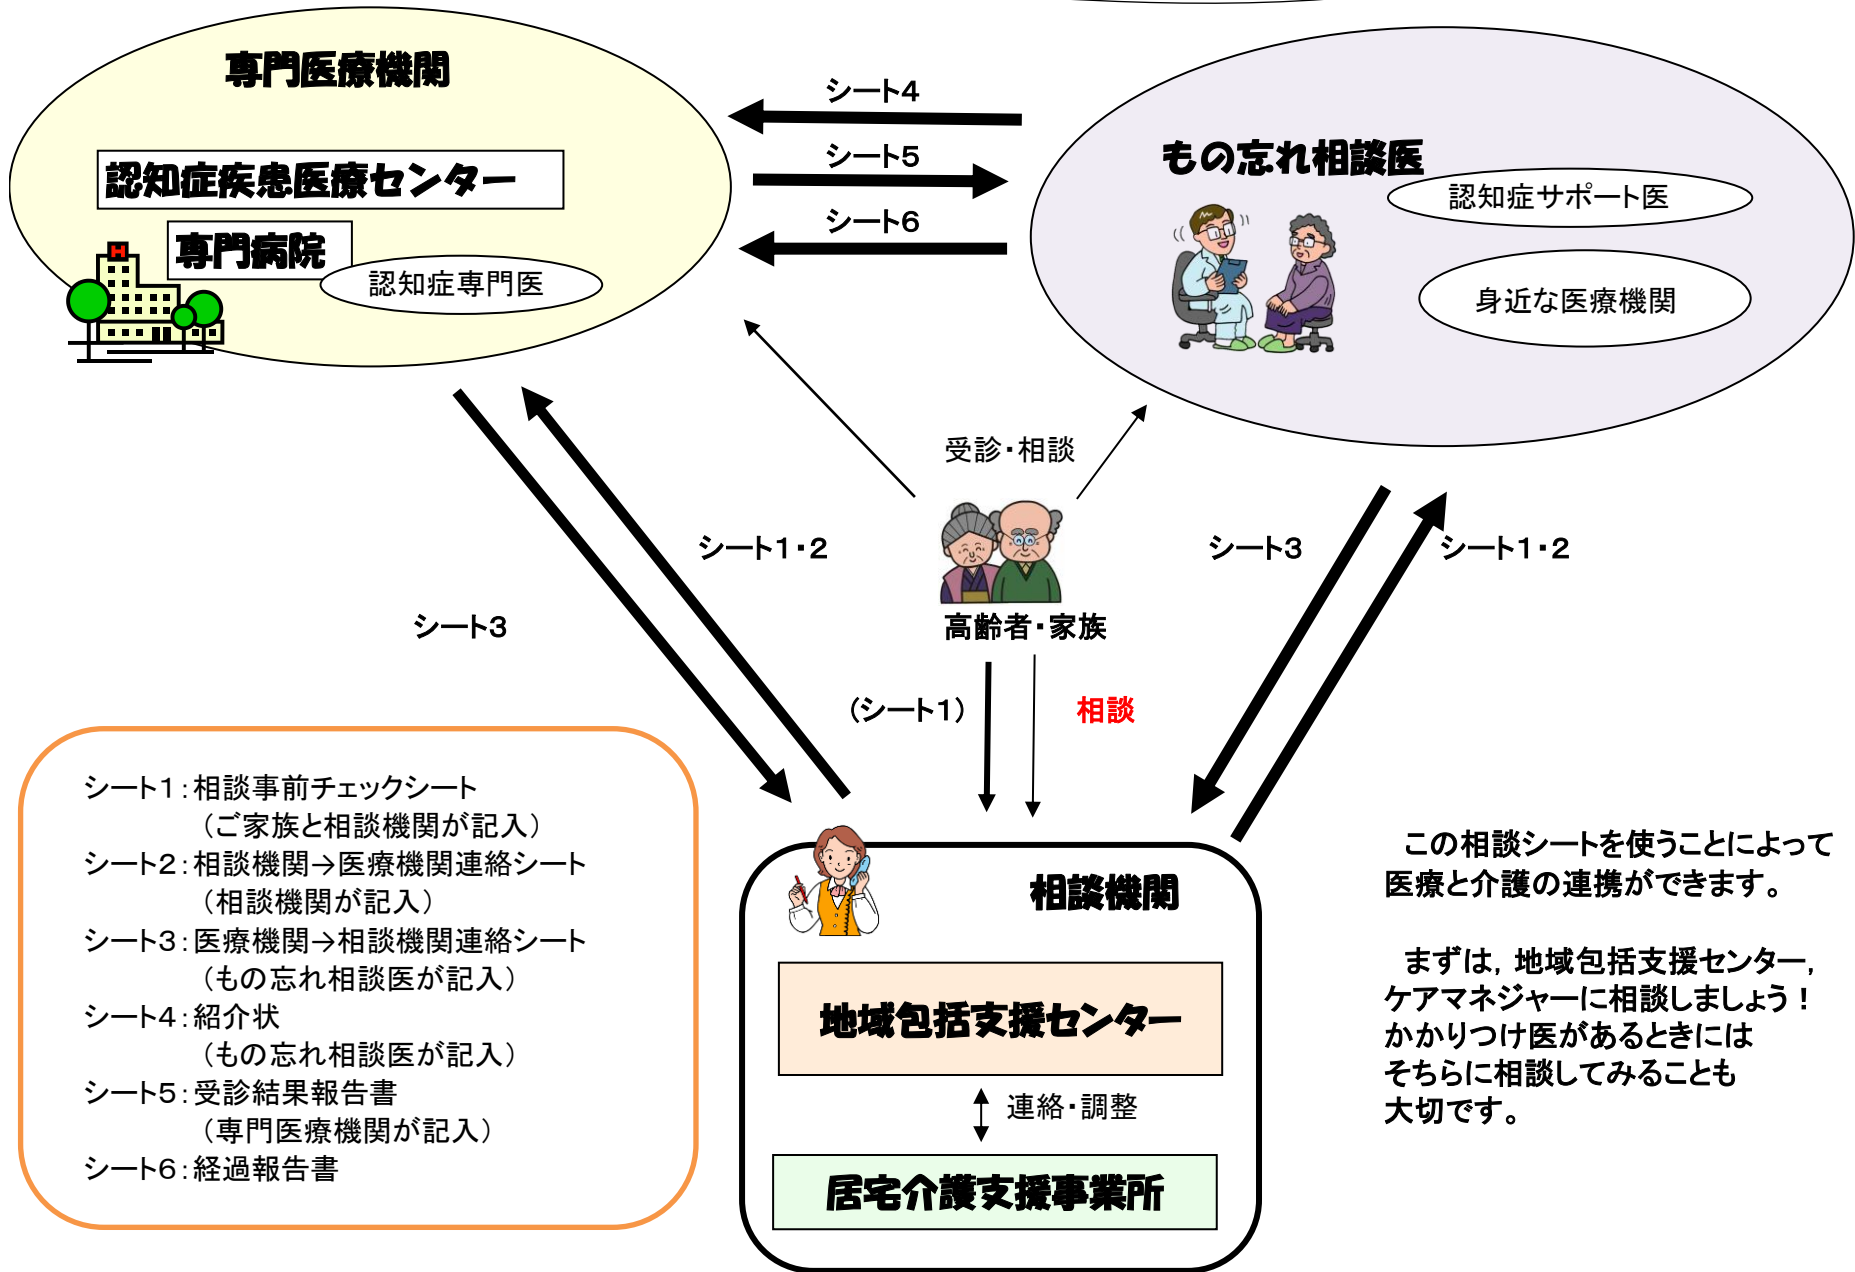 専門医療機関
認知症疾患医療センター
専門病院
認知症専門医
シート4
シート5
シート6
もの忘れ相談医
認知症サポート医
身近な医療機関
受診・相談
シート1・2
シート3
シート3
シート1・2
高齢者・家族
(シート1)
相談
シート1:相談事前チェックシート
(ご家族と相談機関が記入)
シート2:相談機関→医療機関連絡シート
(相談機関が記入)
シート3:医療機関→相談機関連絡シート
(もの忘れ相談医が記入)
シート4:紹介状
(もの忘れ相談医が記入)
シート5:受診結果報告書
(専門医療機関が記入)
シート6:経過報告書
H
相談機関
地域包括支援センター
連絡・調整
居宅介護支援事業所
この相談シートを使うことによって
医療と介護の連携ができます。
まずは,地域包括支援センター,
ケアマネジャーに相談しましょう!
かかりつけ医があるときには
そちらに相談してみることも
大切です。